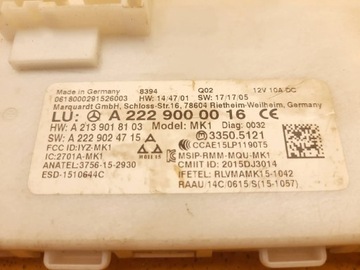 Made in Germany 8394 Q02 12V 10A DC
0618000291526003 HW: 14/47/01 SW: 17/17/05
Marquardt GmbH, Schloss-Str.16, 78604 Rietheim-Weilheim, Germany
LU: A 222 900 00 16 CE
HW: A 213 901 81 03 Model: MK1 Diag: 0032
SW: A 222 902 47 15 3350.5121
FCC ID:IYZ-MK1 CCAE15LP1190T5
IC:2701A-MK1 MSIP-RMM-MQU-MK1
ANATEL:3756-15-2930 CMIIT ID: 2015DJ3014
ESD-1510644C IFETEL: RLVMAMK15-1042
RAAU/14C/0615/S(15-1057)